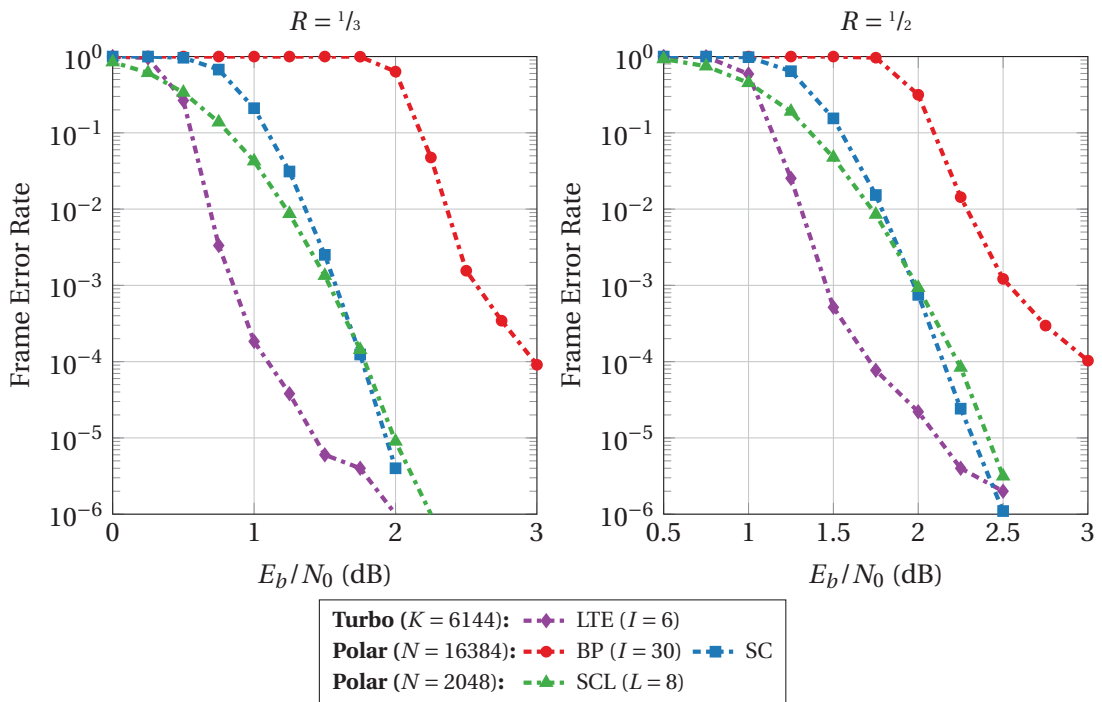 R = 1/3
10^0
10^−1
10^−2
10^−3
10^−4
10^−5
10^−6
Frame Error Rate
0 1 2 3
E_b/N_0 (dB)
R = 1/2
10^0
10^−1
10^−2
10^−3
10^−4
10^−5
10^−6
Frame Error Rate
0.5 1 1.5 2 2.5 3
E_b/N_0 (dB)
Turbo (K = 6144): LTE (I = 6)
Polar (N = 16384): BP (I = 30) SC
Polar (N = 2048): SCL (L = 8)